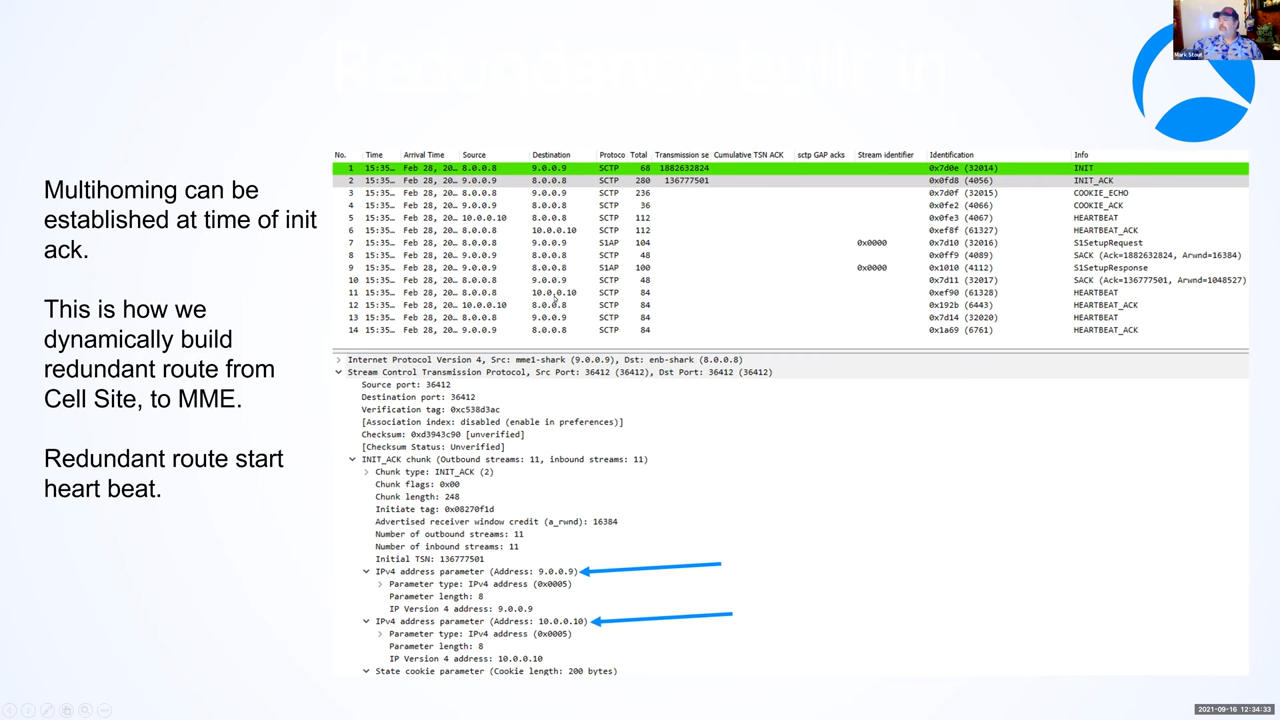 Redundancy built in
Mark Stout
Multihoming can be
established at time of init
ack.
This is how we
dynamically build
redundant route from
Cell Site, to MME.
Redundant route start
heart beat.
No. Time Arrival Time Source Destination Protoco Total Transmission se Cumulative TSN ACK sctp GAP acks Stream identifier Identification Info
1 15:35… Feb 28, 20… 8.0.0.8 9.0.0.9 SCTP 68 1882632824 0x7d0e (32014) INIT
2 15:35… Feb 28, 20… 9.0.0.9 8.0.0.8 SCTP 280 136777501 0x0fd8 (4056) INIT_ACK
3 15:35… Feb 28, 20… 8.0.0.8 9.0.0.9 SCTP 236 0x7d0f (32015) COOKIE_ECHO
4 15:35… Feb 28, 20… 9.0.0.9 8.0.0.8 SCTP 36 0x0fe2 (4066) COOKIE_ACK
5 15:35… Feb 28, 20… 10.0.0.10 8.0.0.8 SCTP 112 0x0fe3 (4067) HEARTBEAT
6 15:35… Feb 28, 20… 8.0.0.8 10.0.0.10 SCTP 112 0xef8f (61327) HEARTBEAT_ACK
7 15:35… Feb 28, 20… 8.0.0.8 9.0.0.9 S1AP 104 0x0000 0x7d10 (32016) S1SetupRequest
8 15:35… Feb 28, 20… 9.0.0.9 8.0.0.8 SCTP 48 0x0ff9 (4089) SACK (Ack=1882632824, Arwnd=16384)
9 15:35… Feb 28, 20… 9.0.0.9 8.0.0.8 S1AP 100 0x0000 0x1010 (4112) S1SetupResponse
10 15:35… Feb 28, 20… 8.0.0.8 9.0.0.9 SCTP 48 0x7d11 (32017) SACK (Ack=136777501, Arwnd=1048527)
11 15:35… Feb 28, 20… 8.0.0.8 10.0.0.10 SCTP 84 0xef90 (61328) HEARTBEAT
12 15:35… Feb 28, 20… 10.0.0.10 8.0.0.8 SCTP 84 0x192b (6443) HEARTBEAT_ACK
13 15:35… Feb 28, 20… 8.0.0.8 9.0.0.9 SCTP 84 0x7d14 (32020) HEARTBEAT
14 15:35… Feb 28, 20… 9.0.0.9 8.0.0.8 SCTP 84 0x1a69 (6761) HEARTBEAT_ACK
Internet Protocol Version 4, Src: mme1-shark (9.0.0.9), Dst: enb-shark (8.0.0.8)
Stream Control Transmission Protocol, Src Port: 36412 (36412), Dst Port: 36412 (36412)
Source port: 36412
Destination port: 36412
Verification tag: 0xc538d3ac
[Association index: disabled (enable in preferences)]
Checksum: 0xd3943c90 [unverified]
[Checksum Status: Unverified]
INIT_ACK chunk (Outbound streams: 11, inbound streams: 11)
Chunk type: INIT_ACK (2)
Chunk flags: 0x00
Chunk length: 248
Initiate tag: 0x08270f1d
Advertised receiver window credit (a_rwnd): 16384
Number of outbound streams: 11
Number of inbound streams: 11
Initial TSN: 136777501
IPv4 address parameter (Address: 9.0.0.9)
Parameter type: IPv4 address (0x0005)
Parameter length: 8
IP Version 4 address: 9.0.0.9
IPv4 address parameter (Address: 10.0.0.10)
Parameter type: IPv4 address (0x0005)
Parameter length: 8
IP Version 4 address: 10.0.0.10
State cookie parameter (Cookie length: 200 bytes)
2021-09-16 12:34:33